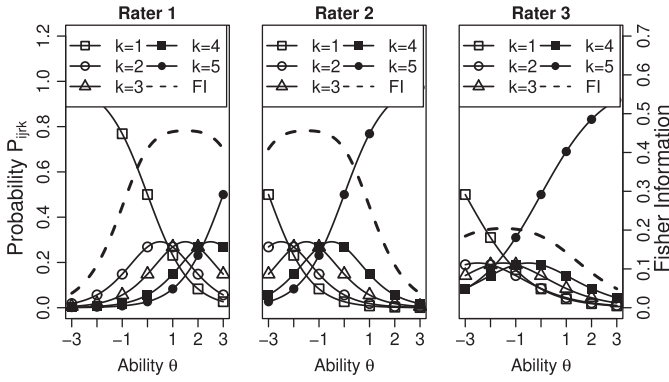 Rater 1
Rater 2
Rater 3
k=1 k=4
k=2 k=5
k=3 FI
k=1 k=4
k=2 k=5
k=3 FI
k=1 k=4
k=2 k=5
k=3 FI
Probability P_ijrk
0.0 0.2 0.4 0.6 0.8 1.0 1.2
Fisher Information
0.0 0.1 0.2 0.3 0.4 0.5 0.6 0.7
−3 −1 1 2 3
−3 −1 1 2 3
−3 −1 1 2 3
Ability θ
Ability θ
Ability θ